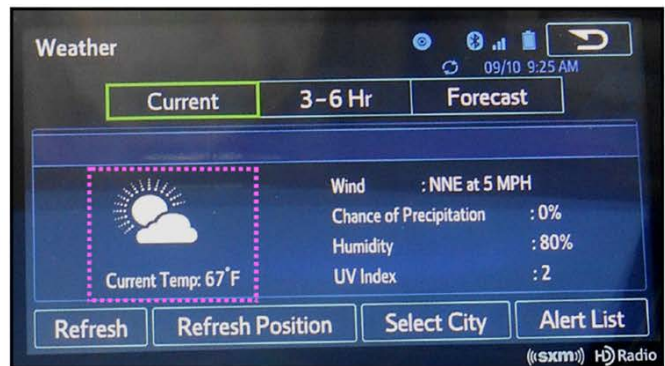 Weather
09/10 9:25 AM
Current
3-6 Hr
Forecast
Wind : NNE at 5 MPH
Chance of Precipitation : 0%
Humidity : 80%
UV Index : 2
Current Temp: 67°F
Refresh
Refresh Position
Select City
Alert List
((SXM)) HD Radio